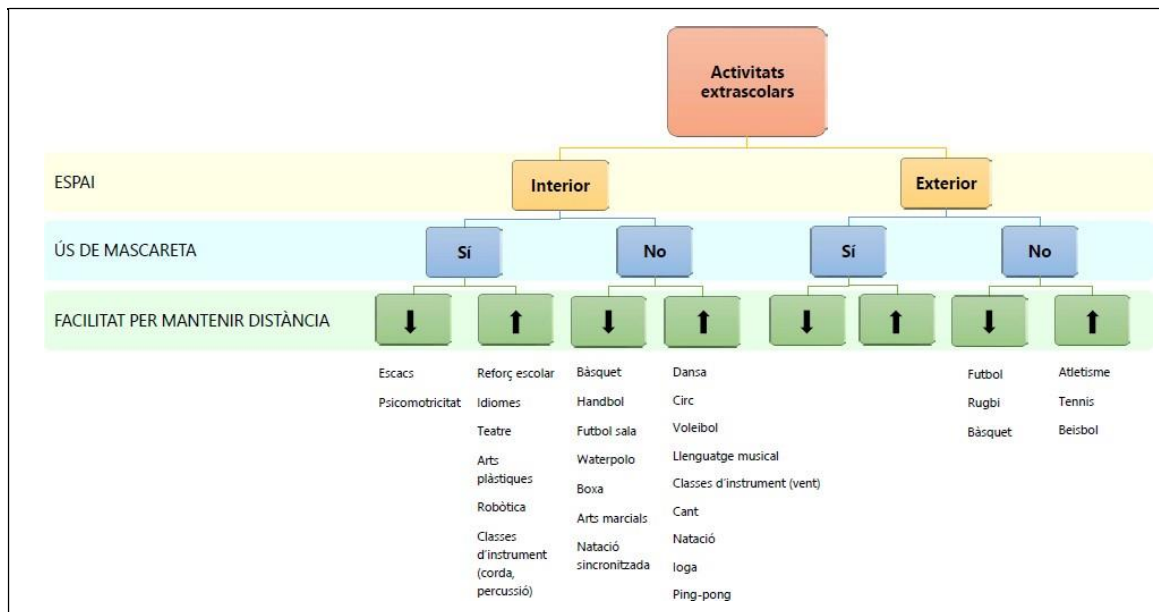 Activitats
extrascolars
ESPAI
Interior
Exterior
ÚS DE MASCARETA
Sí
No
Sí
No
FACILITAT PER MANTENIR DISTÀNCIA
Escacs
Psicomotricitat
Reforç escolar
Idiomes
Teatre
Arts
plàstiques
Robòtica
Classes
d'instrument
(corda,
percussió)
Bàsquet
Handbol
Futbol sala
Waterpolo
Boxa
Arts marcials
Natació
sincronitzada
Dansa
Circ
Voleibol
Llenguatge musical
Classes d'instrument (vent)
Cant
Natació
Ioga
Ping-pong
Futbol
Rugbi
Bàsquet
Atletisme
Tennis
Beisbol